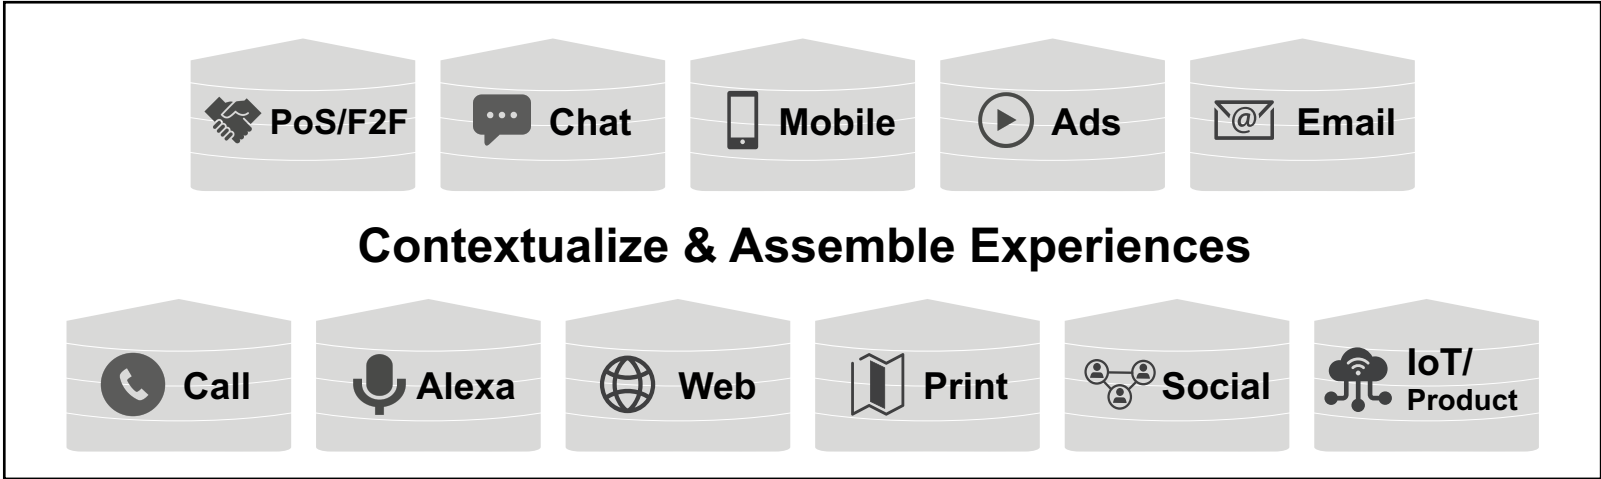 PoS/F2F
Chat
Mobile
Ads
@
Email
Contextualize & Assemble Experiences
Call
Alexa
Web
Print
Social
IoT/
Product